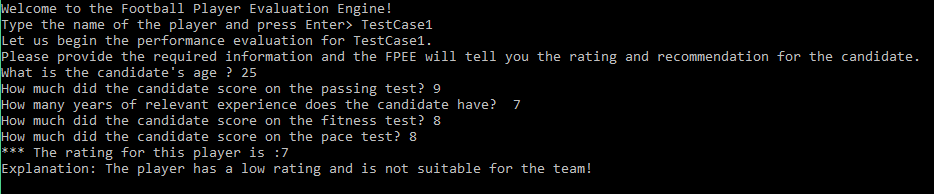 Welcome to the Football Player Evaluation Engine!
Type the name of the player and press Enter> TestCase1
Let us begin the performance evaluation for TestCase1.
Please provide the required information and the FPEE will tell you the rating and recommendation for the candidate.
What is the candidate's age ? 25
How much did the candidate score on the passing test? 9
How many years of relevant experience does the candidate have?  7
How much did the candidate score on the fitness test? 8
How much did the candidate score on the pace test? 8
*** The rating for this player is :7
Explanation: The player has a low rating and is not suitable for the team!